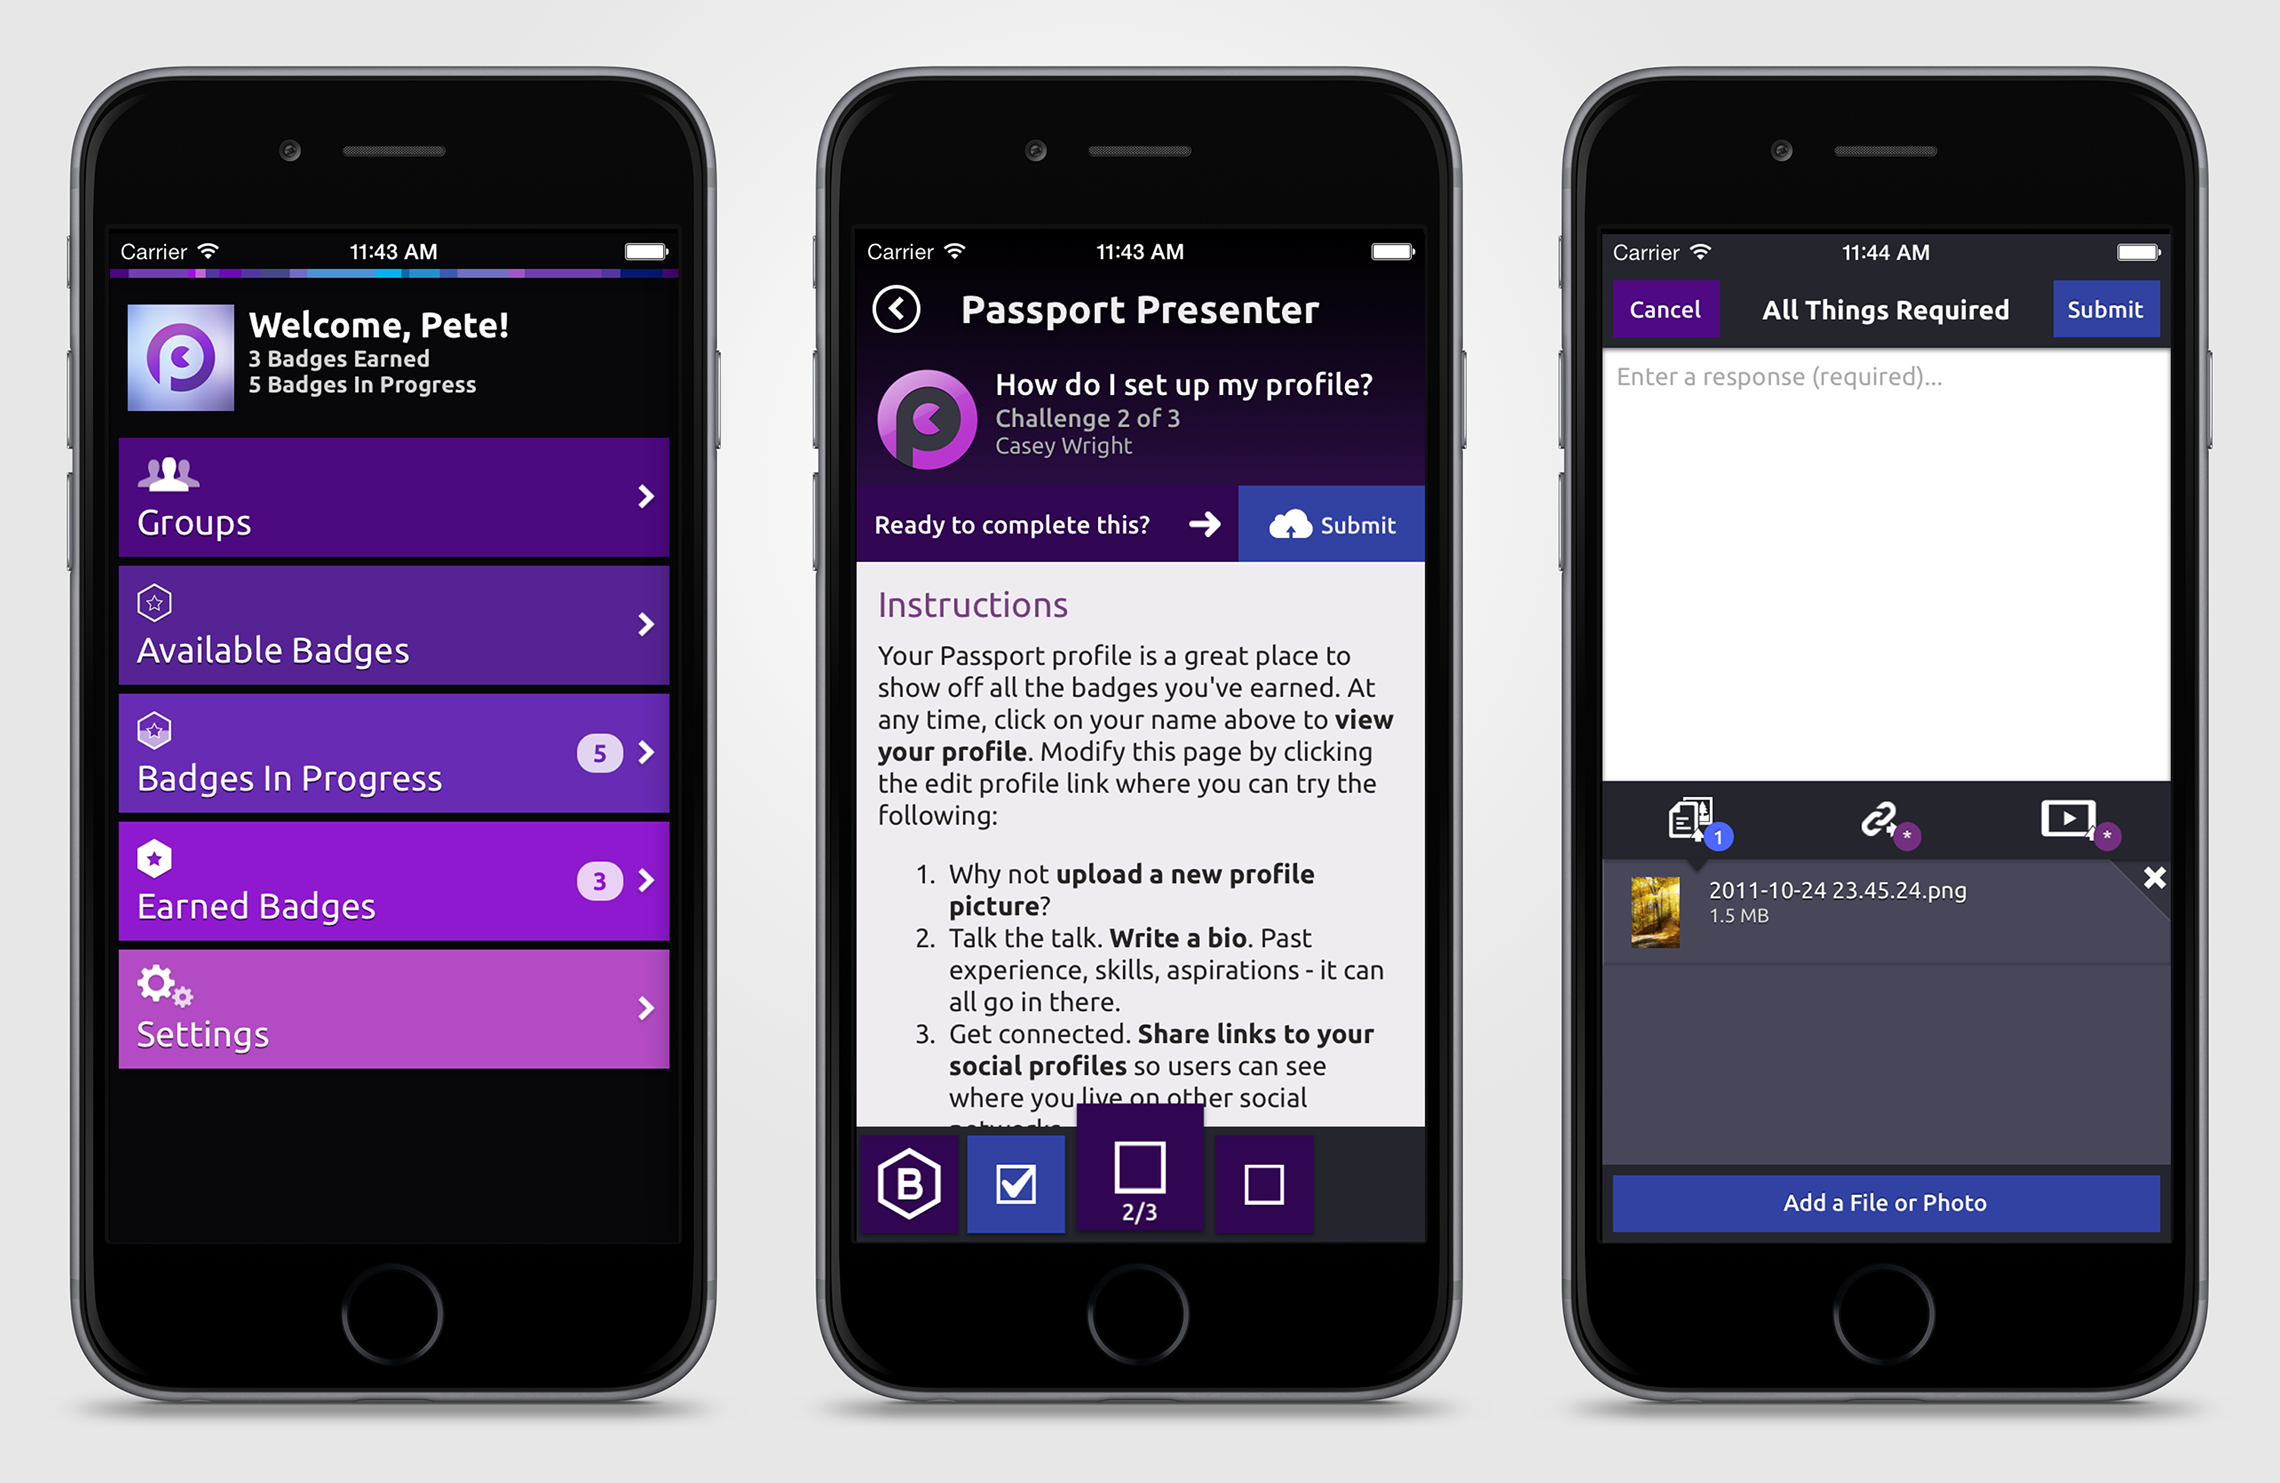 Carrier 11:43 AM
Welcome, Pete!
3 Badges Earned
5 Badges In Progress
Groups
Available Badges
Badges In Progress 5
Earned Badges 3
Settings
Carrier 11:43 AM
Passport Presenter
How do I set up my profile?
Challenge 2 of 3
Casey Wright
Ready to complete this? Submit
Instructions
Your Passport profile is a great place to
show off all the badges you've earned. At
any time, click on your name above to view
your profile. Modify this page by clicking
the edit profile link where you can try the
following:
1. Why not upload a new profile
picture?
2. Talk the talk. Write a bio. Past
experience, skills, aspirations - it can
all go in there.
3. Get connected. Share links to your
social profiles so users can see
where you live on other social
networks
B
2/3
Carrier 11:44 AM
Cancel All Things Required Submit
Enter a response (required)...
1 * *
2011-10-24 23.45.24.png
1.5 MB
Add a File or Photo